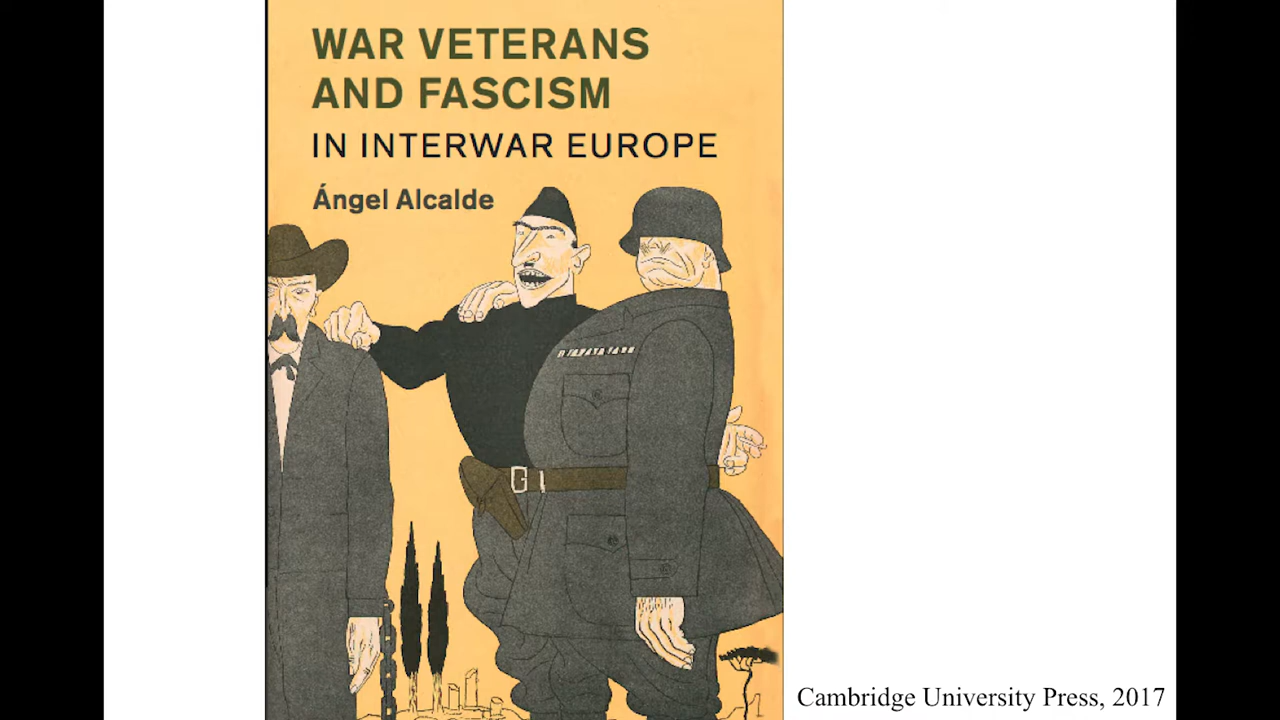 WAR VETERANS
AND FASCISM
IN INTERWAR EUROPE
Ángel Alcalde
Cambridge University Press, 2017